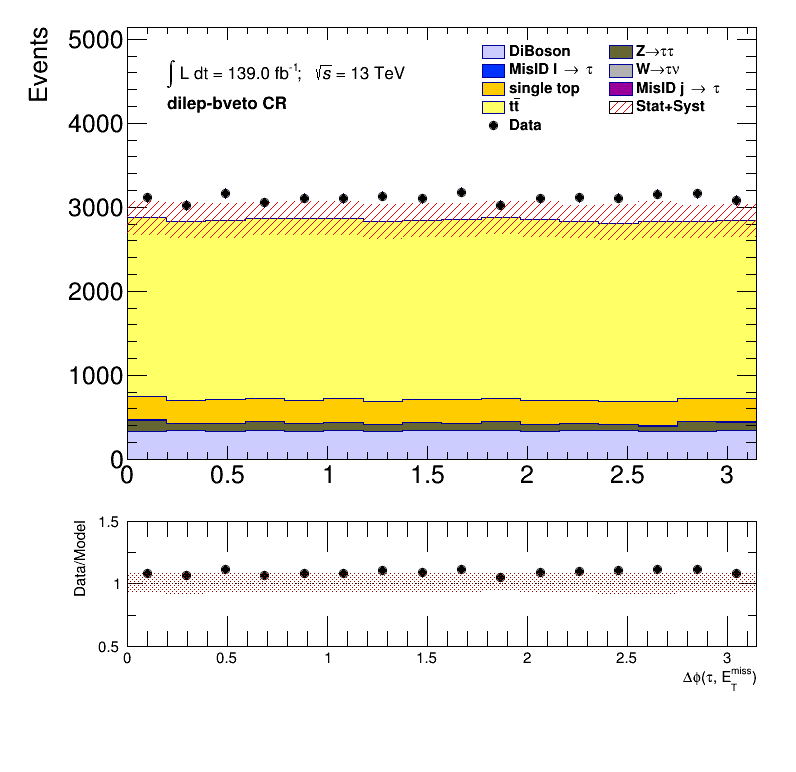 Events
5000
4000
3000
2000
1000
0
∫ L dt = 139.0 fb⁻¹; √s = 13 TeV
dilep-bveto CR
DiBoson
MisID l → τ
single top
tt̄
Data
Z→ττ
W→τν
MisID j → τ
Stat+Syst
0 0.5 1 1.5 2 2.5 3
Data/Model
1.5
1
0.5
0 0.5 1 1.5 2 2.5 3
Δϕ(τ, E_T^miss)